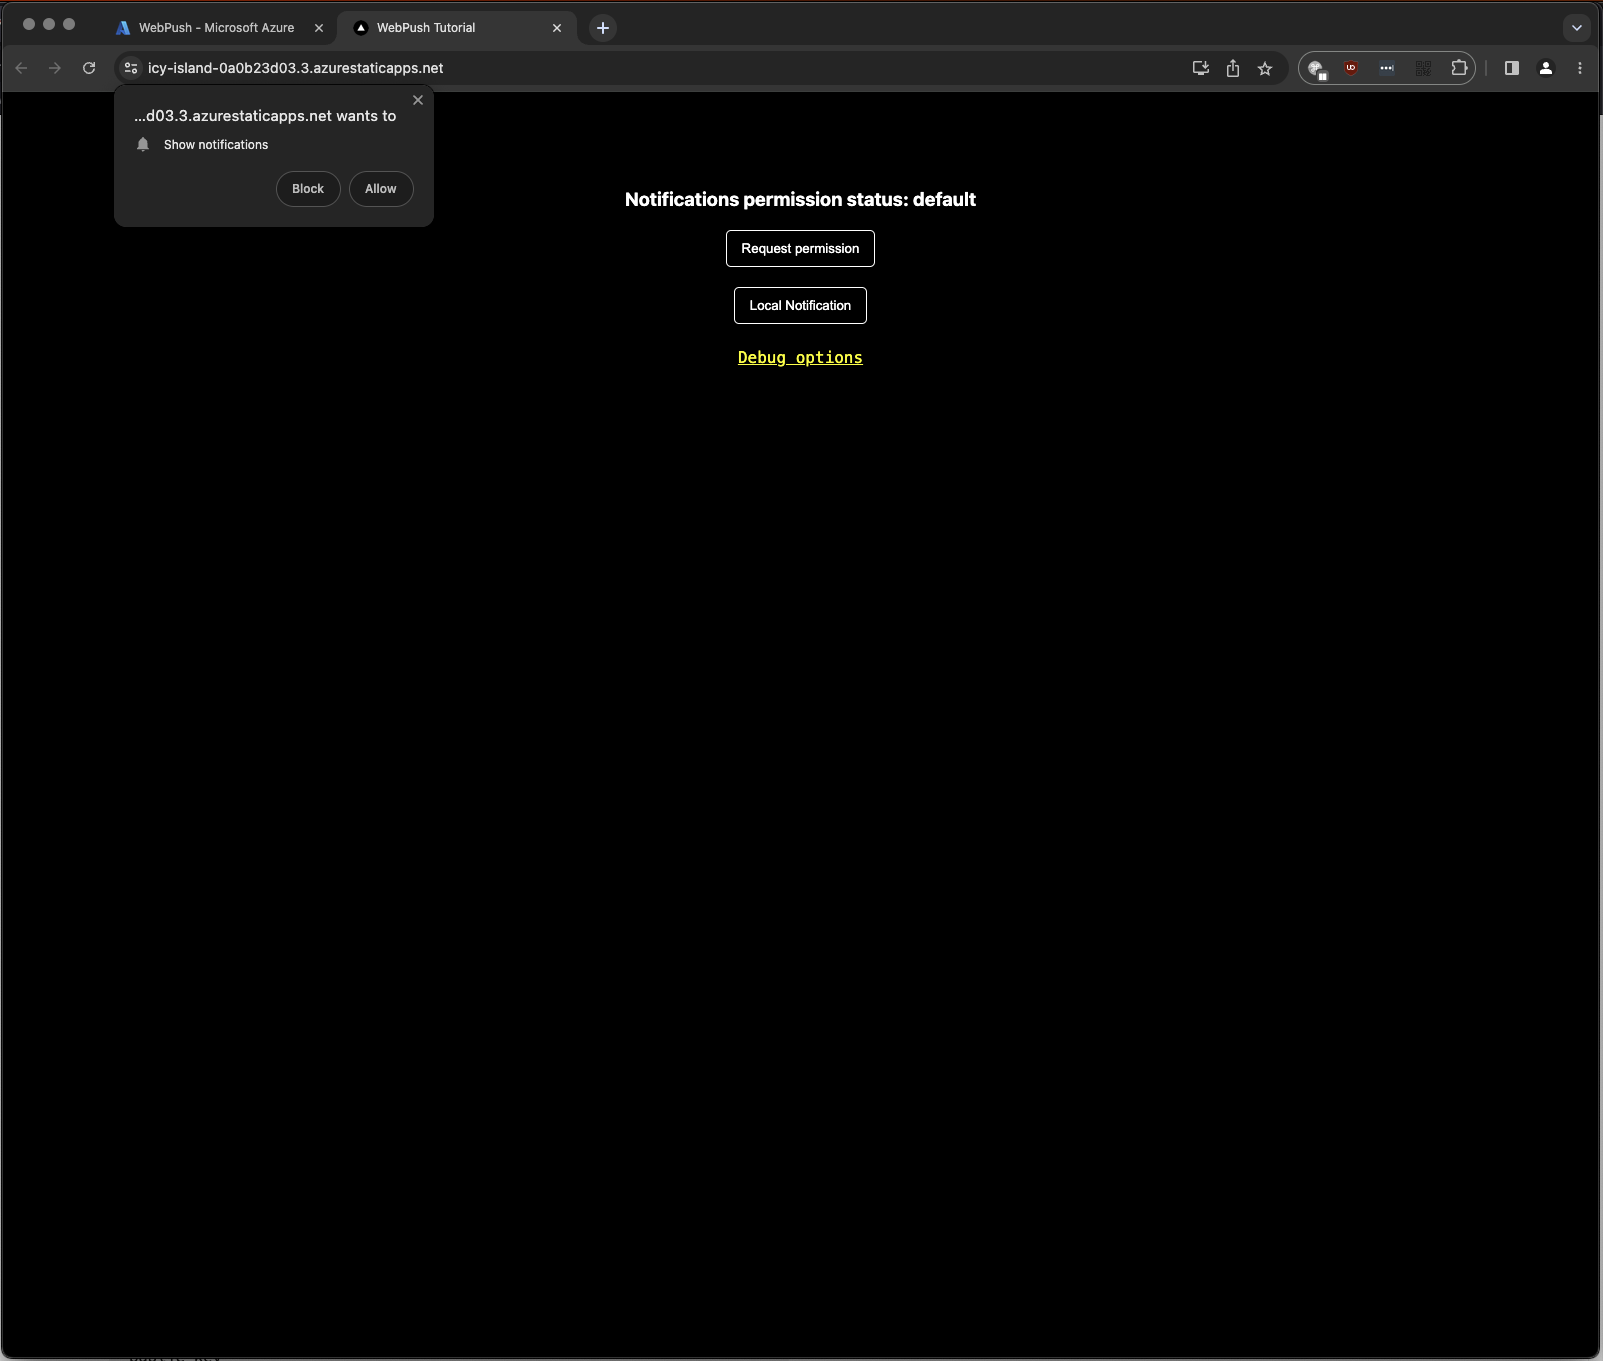 WebPush - Microsoft Azure
WebPush Tutorial
icy-island-0a0b23d03.3.azurestaticapps.net
...d03.3.azurestaticapps.net wants to
Show notifications
Block
Allow
Notifications permission status: default
Request permission
Local Notification
Debug options